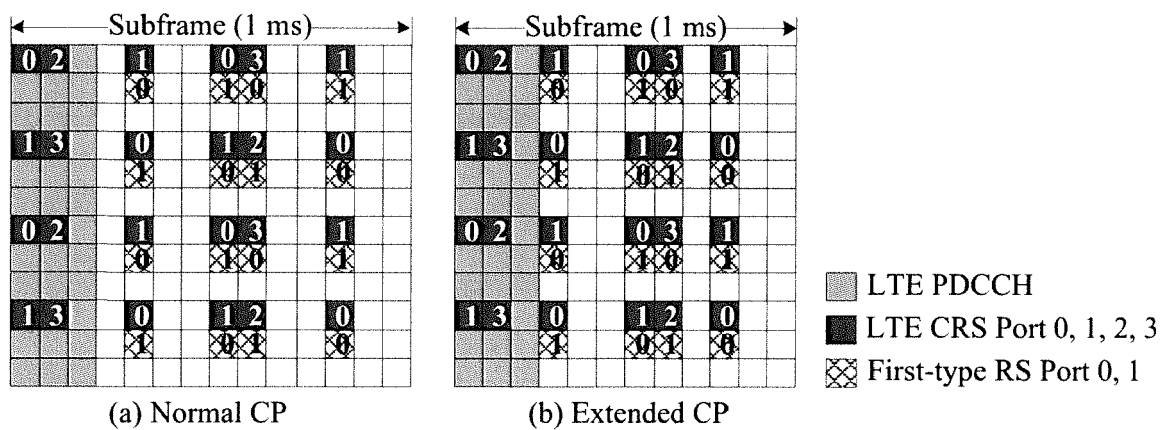 Subframe (1 ms)
0 2 1 0 3 1
0 1 0 1
1 3 0 1 2 0
1 0 1 0
0 2 1 0 3 1
0 1 0 1
1 3 0 1 2 0
1 0 1 0
(a) Normal CP
Subframe (1 ms)
0 2 1 0 3 1
0 1 0 1
1 3 0 1 2 0
1 0 1 0
0 2 1 0 3 1
0 1 0 1
1 3 0 1 2 0
1 0 1 0
(b) Extended CP
LTE PDCCH
LTE CRS Port 0, 1, 2, 3
First-type RS Port 0, 1